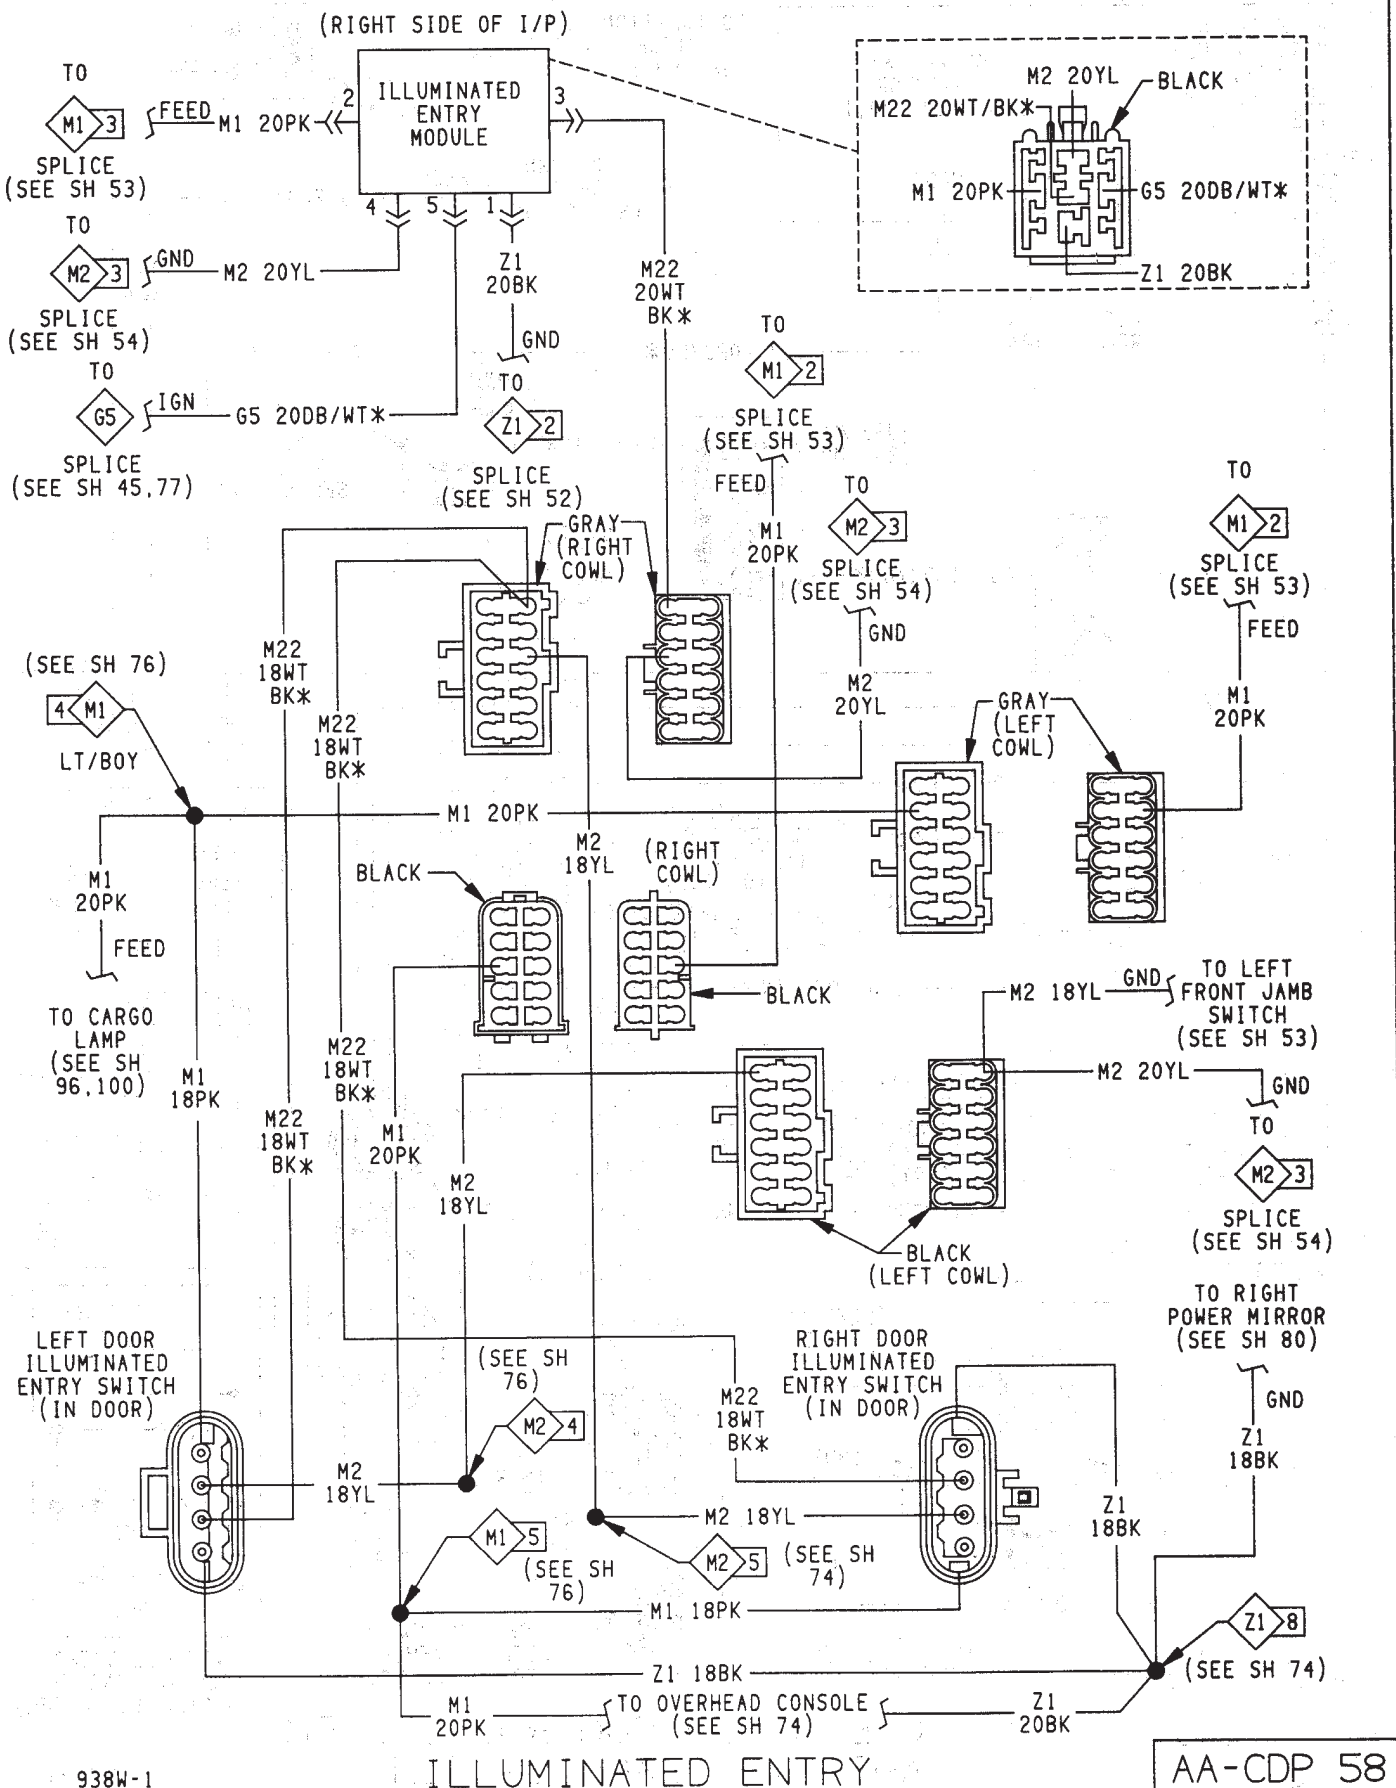 (RIGHT SIDE OF I/P)
TO
M1 3
SPLICE
(SEE SH 53)
FEED
M1 20PK
2
ILLUMINATED
ENTRY
MODULE
3
4
5
1
TO
M2 3
SPLICE
(SEE SH 54)
GND
M2 20YL
TO
G5
SPLICE
(SEE SH 45,77)
IGN
G5 20DB/WT*
Z1
20BK
GND
TO
Z1 2
SPLICE
(SEE SH 52)
M22
20WT
BK*
M2 20YL
BLACK
M22 20WT/BK*
M1 20PK
G5 20DB/WT*
Z1 20BK
TO
M1 2
SPLICE
(SEE SH 53)
FEED
M1
20PK
TO
M2 3
SPLICE
(SEE SH 54)
GND
M2
20YL
TO
M1 2
SPLICE
(SEE SH 53)
FEED
M1
20PK
GRAY
(RIGHT
COWL)
M22
18WT
BK*
M22
18WT
BK*
(SEE SH 76)
4 M1
LT/BOY
GRAY
(LEFT
COWL)
M1 20PK
M2
18YL
(RIGHT
COWL)
BLACK
BLACK
M1
20PK
FEED
TO CARGO
LAMP
(SEE SH
96,100)
M1
18PK
M22
18WT
BK*
M22
18WT
BK*
M1
20PK
M2
18YL
M2 18YL
GND
TO LEFT
FRONT JAMB
SWITCH
(SEE SH 53)
M2 20YL
GND
TO
M2 3
SPLICE
(SEE SH 54)
BLACK
(LEFT COWL)
TO RIGHT
POWER MIRROR
(SEE SH 80)
GND
Z1
18BK
LEFT DOOR
ILLUMINATED
ENTRY SWITCH
(IN DOOR)
(SEE SH
76)
M2 4
M2
18YL
M22
18WT
BK*
RIGHT DOOR
ILLUMINATED
ENTRY SWITCH
(IN DOOR)
Z1
18BK
M2 18YL
M1 5
(SEE SH
76)
M2 5
(SEE SH
74)
M1 18PK
Z1 8
(SEE SH 74)
Z1 18BK
M1
20PK
TO OVERHEAD CONSOLE
(SEE SH 74)
Z1
20BK
938W-1
ILLUMINATED ENTRY
AA-CDP 58